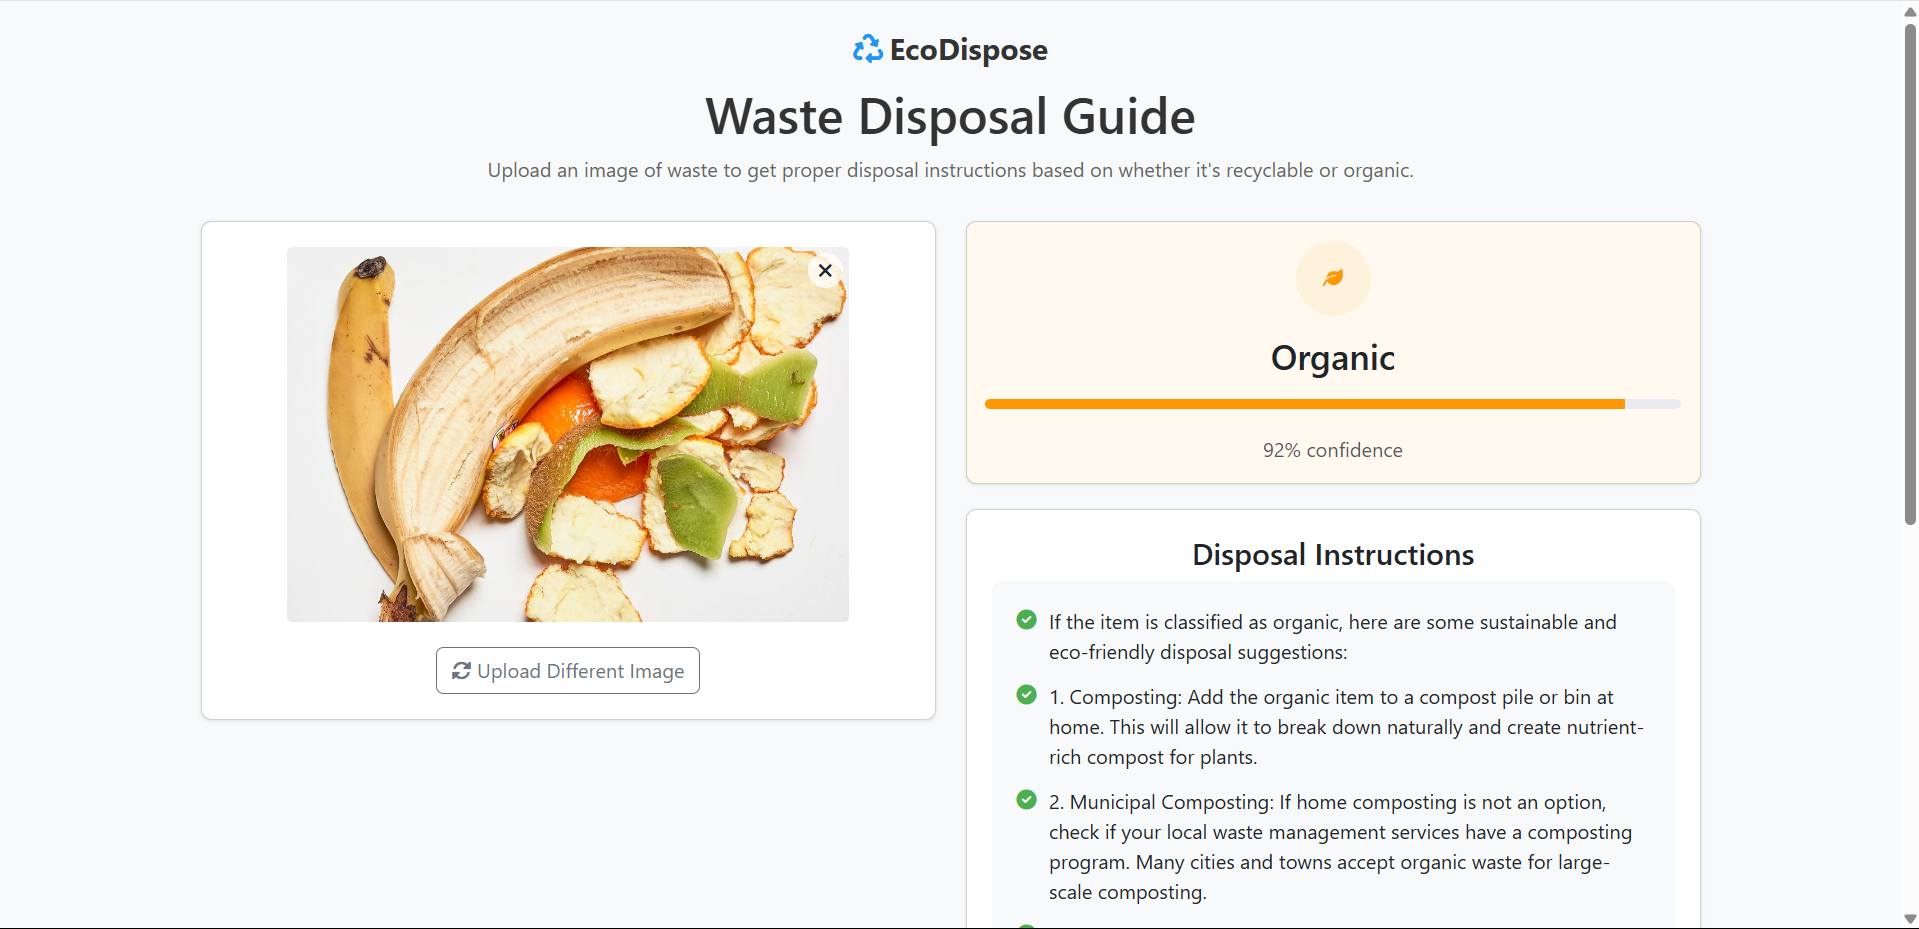 EcoDispose
Waste Disposal Guide
Upload an image of waste to get proper disposal instructions based on whether it's recyclable or organic.
Upload Different Image
Organic
92% confidence
Disposal Instructions
If the item is classified as organic, here are some sustainable and
eco-friendly disposal suggestions:
1. Composting: Add the organic item to a compost pile or bin at
home. This will allow it to break down naturally and create nutrient-
rich compost for plants.
2. Municipal Composting: If home composting is not an option,
check if your local waste management services have a composting
program. Many cities and towns accept organic waste for large-
scale composting.